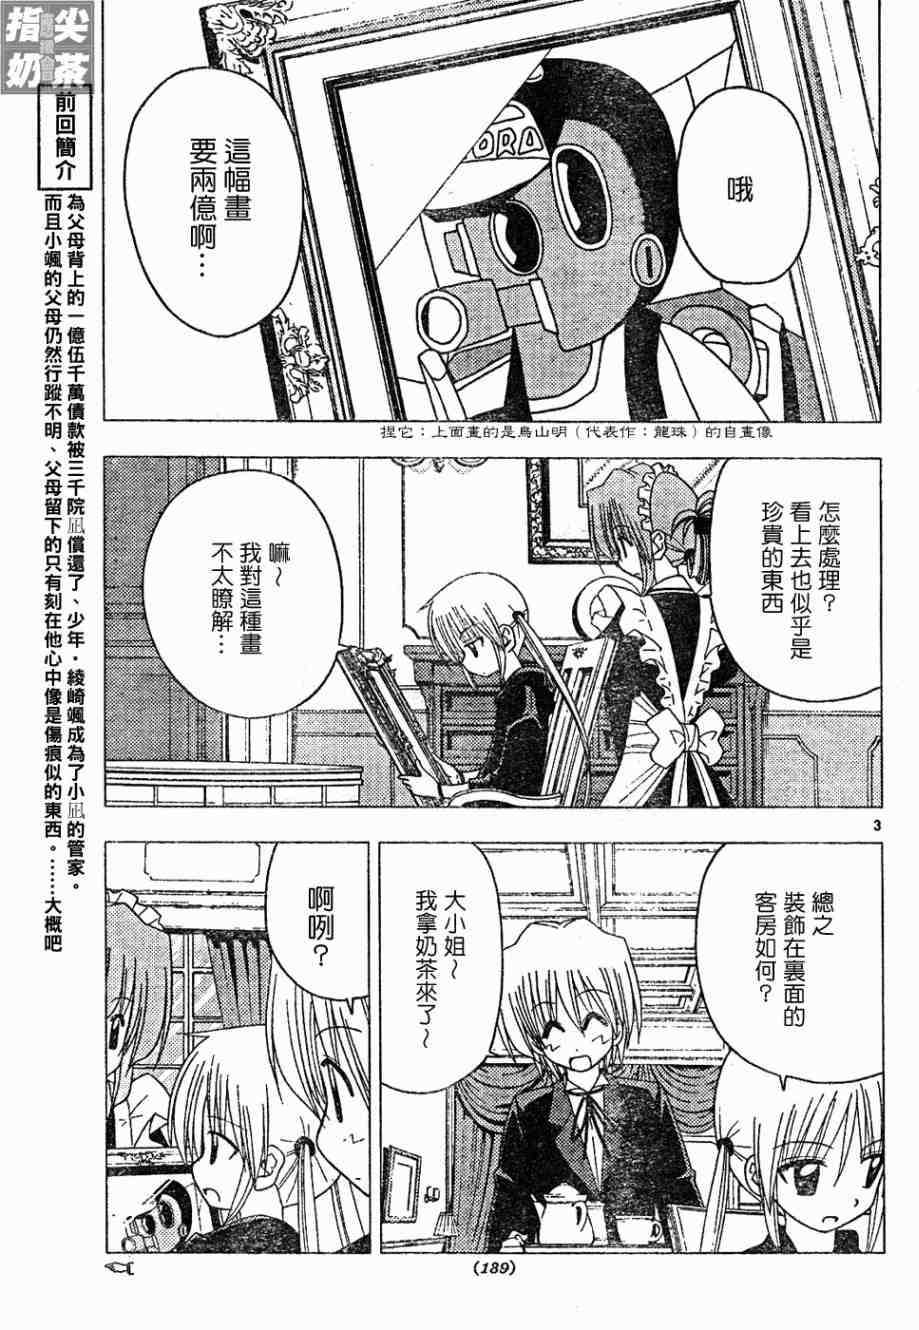 指尖
奶茶
應援會
哦
這幅畫
要兩億啊…
TORO
捏它：上面畫的是鳥山明（代表作：龍珠）的自畫像
前回簡介
為父母背上的一億伍千萬債款被三千院凪償還了、少年・綾崎颯成為了小凪的管家。
而且小颯的父母仍然行蹤不明、父母留下的只有刻在他心中像是傷痕似的東西。……大概吧
怎麼處理？
看上去也似乎是
珍貴的東西
嘛～
我對這種畫
不太瞭解…
3
總之
裝飾在裏面的
客房如何？
大小姐～
我拿奶茶來了～
啊咧？
(189)